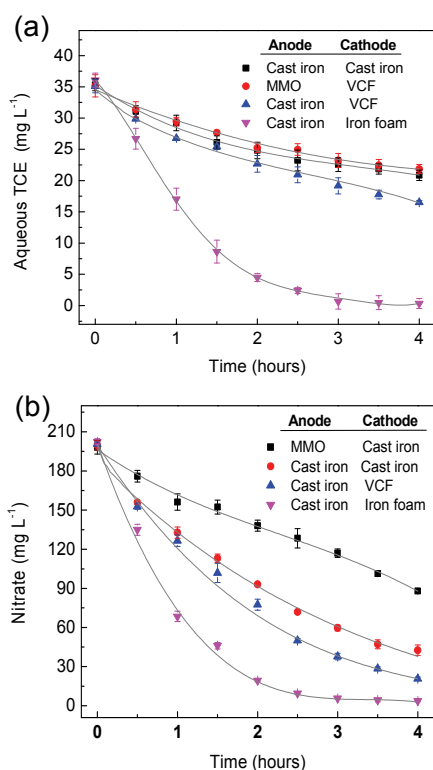 (a)
Anode Cathode
Cast iron Cast iron
MMO VCF
Cast iron VCF
Cast iron Iron foam
Aqueous TCE (mg L⁻¹)
40
35
30
25
20
15
10
5
0
0 1 2 3 4
Time (hours)
(b)
Anode Cathode
MMO Cast iron
Cast iron Cast iron
Cast iron VCF
Cast iron Iron foam
Nitrate (mg L⁻¹)
210
180
150
120
90
60
30
0
0 1 2 3 4
Time (hours)